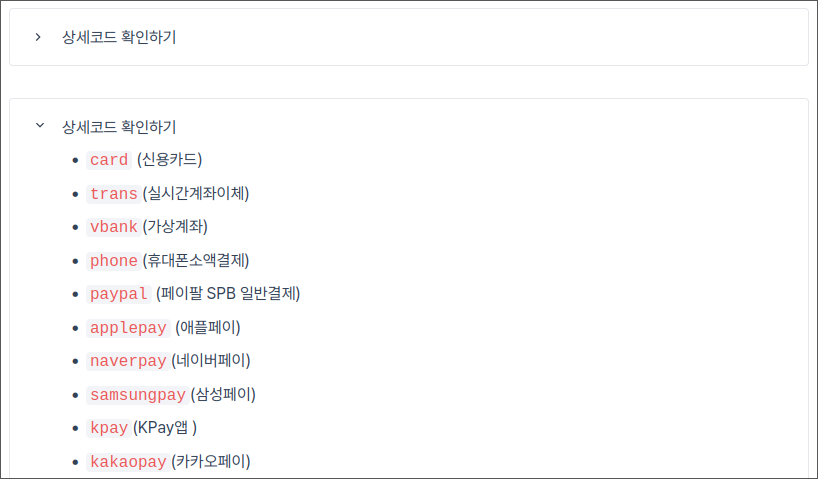 상세코드 확인하기
상세코드 확인하기
card (신용카드)
trans (실시간계좌이체)
vbank (가상계좌)
phone (휴대폰소액결제)
paypal (페이팔 SPB 일반결제)
applepay (애플페이)
naverpay (네이버페이)
samsungpay (삼성페이)
kpay (KPay앱 )
kakaopay (카카오페이)